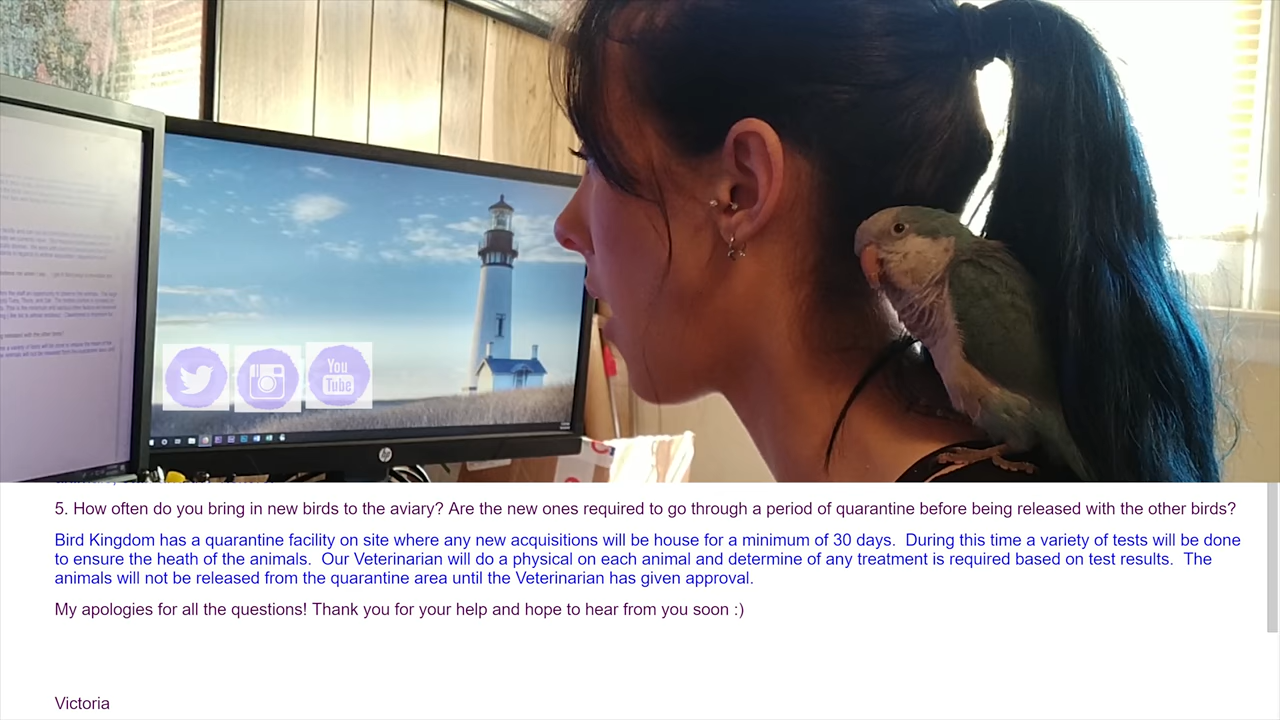 You
Tube
hp
5. How often do you bring in new birds to the aviary? Are the new ones required to go through a period of quarantine before being released with the other birds?
Bird Kingdom has a quarantine facility on site where any new acquisitions will be house for a minimum of 30 days.  During this time a variety of tests will be done
to ensure the heath of the animals.  Our Veterinarian will do a physical on each animal and determine of any treatment is required based on test results.  The
animals will not be released from the quarantine area until the Veterinarian has given approval.
My apologies for all the questions! Thank you for your help and hope to hear from you soon :)
Victoria